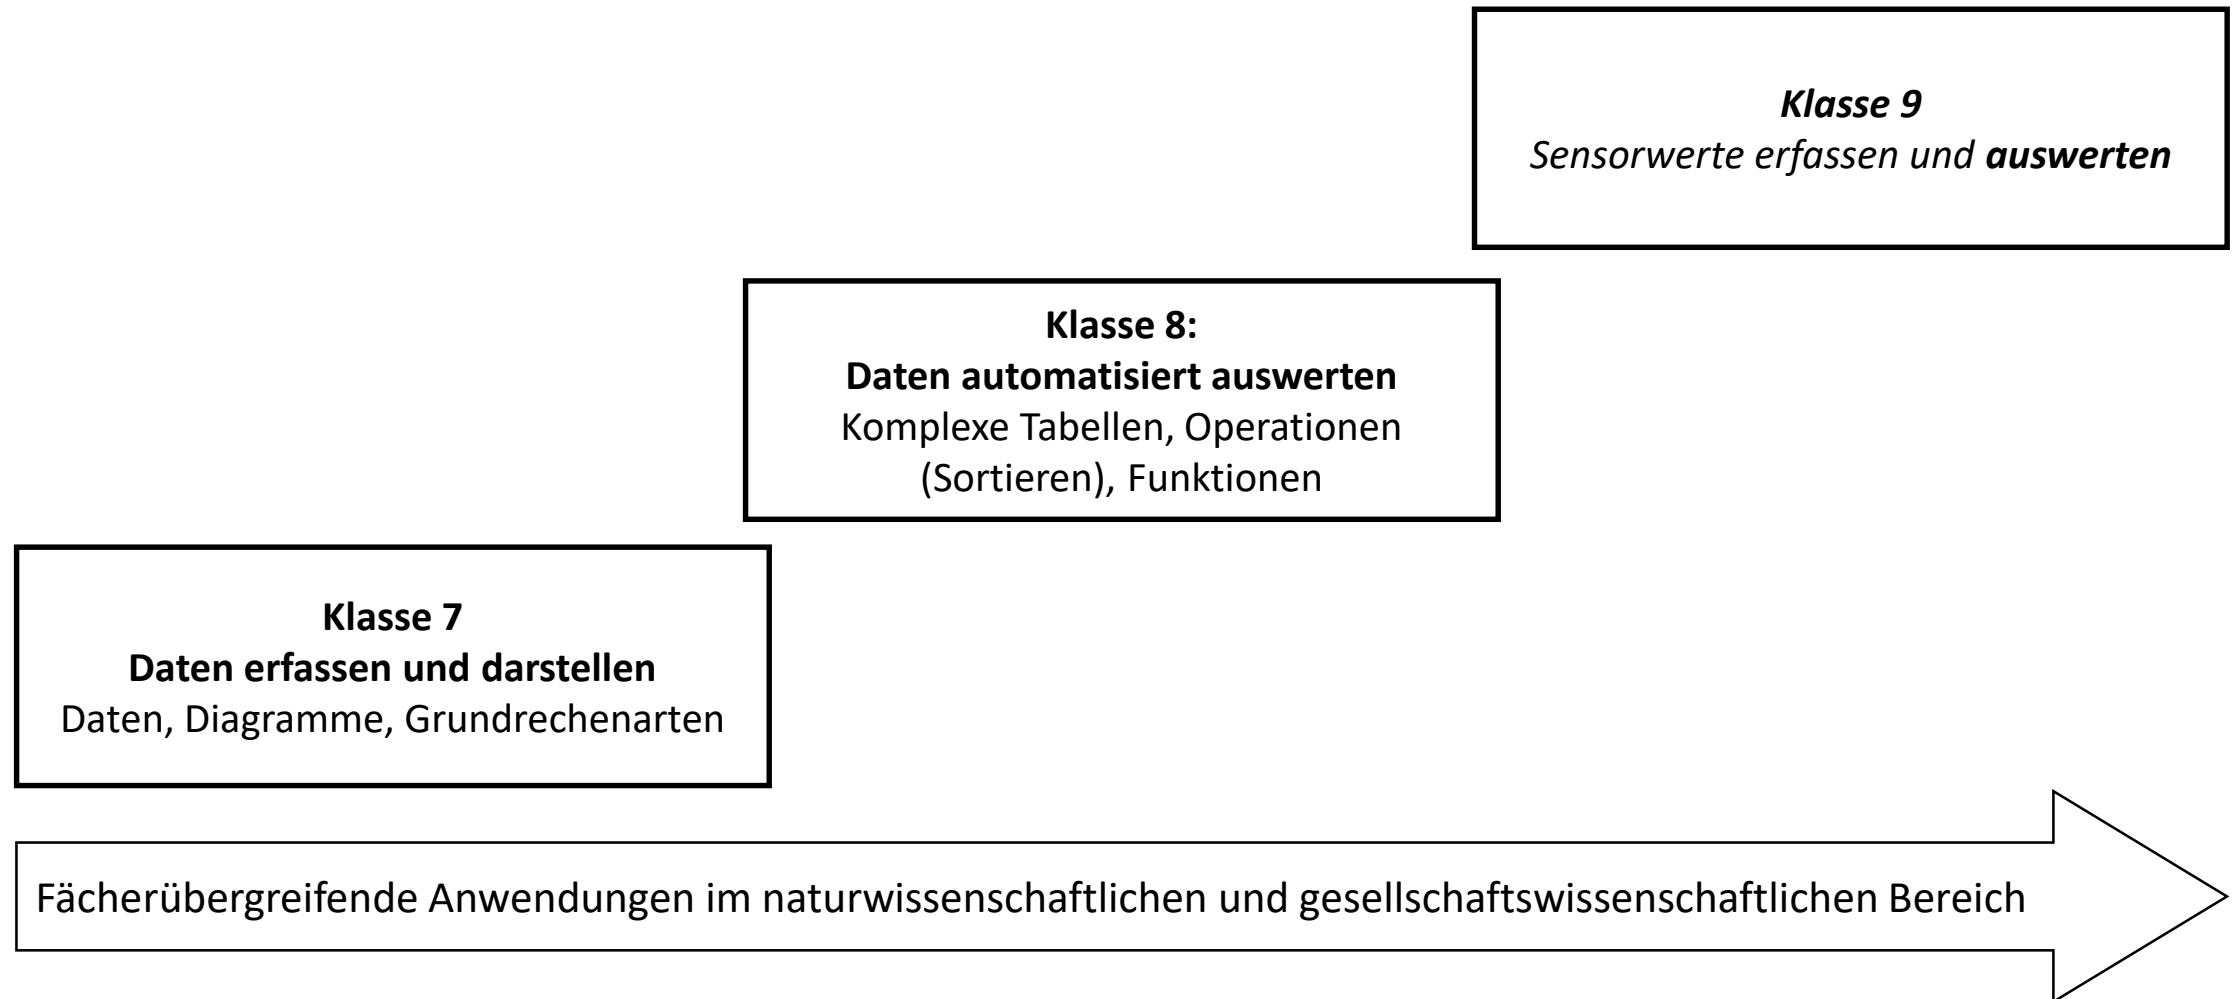 Klasse 9
Sensorwerte erfassen und auswerten
Klasse 8:
Daten automatisiert auswerten
Komplexe Tabellen, Operationen
(Sortieren), Funktionen
Klasse 7
Daten erfassen und darstellen
Daten, Diagramme, Grundrechenarten
Fächerübergreifende Anwendungen im naturwissenschaftlichen und gesellschaftswissenschaftlichen Bereich